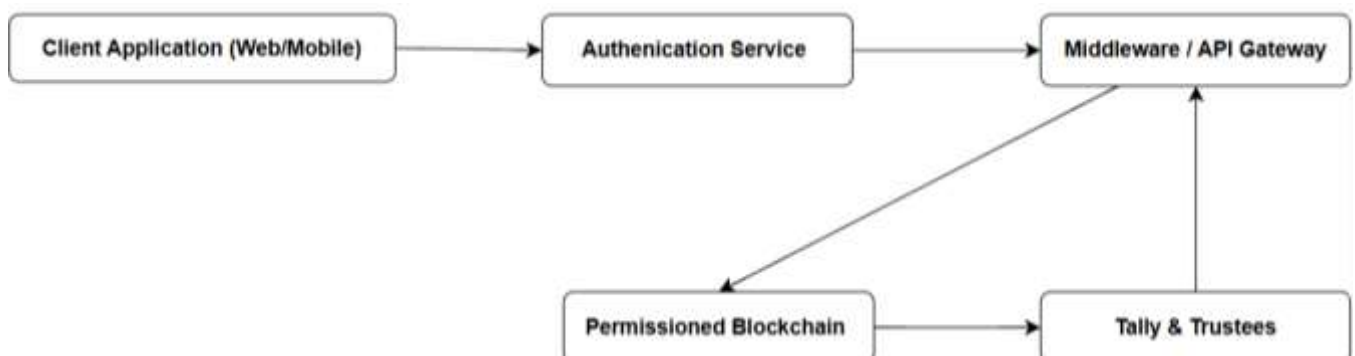 Client Application (Web/Mobile)
Authenication Service
Middleware / API Gateway
Permissioned Blockchain
Tally & Trustees